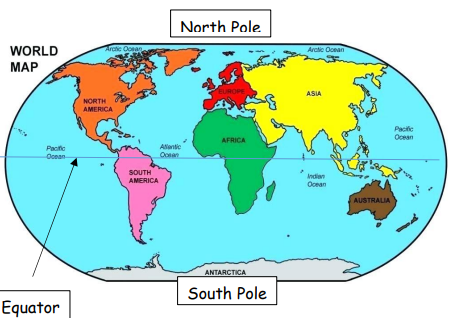 North Pole
WORLD
MAP
Arctic Ocean
Arctic Ocean
NORTH
AMERICA
EUROPE
ASIA
Pacific
Ocean
Atlantic
Ocean
AFRICA
Pacific
Ocean
SOUTH
AMERICA
Indian
Ocean
AUSTRALIA
ANTARCTICA
South Pole
Equator